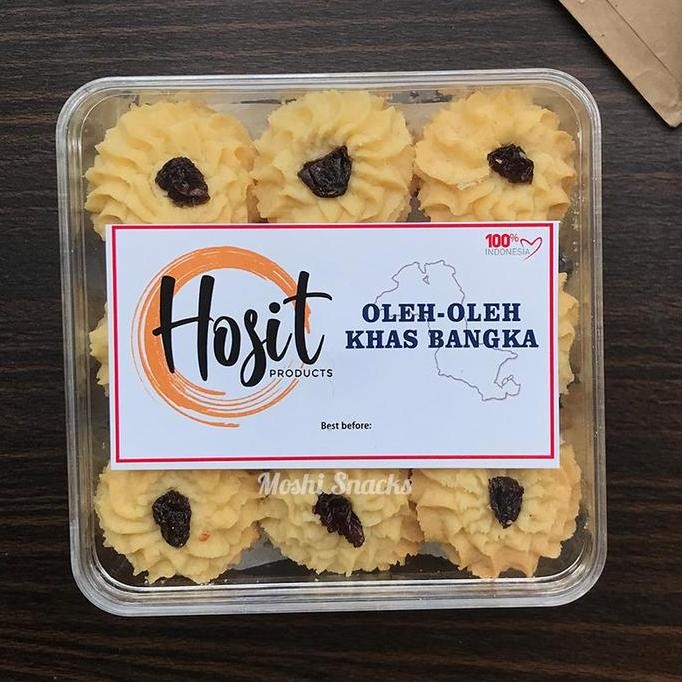 100%
INDONESIA
Hosit
PRODUCTS
OLEH-OLEH
KHAS BANGKA
Best before:
Moshi Snacks